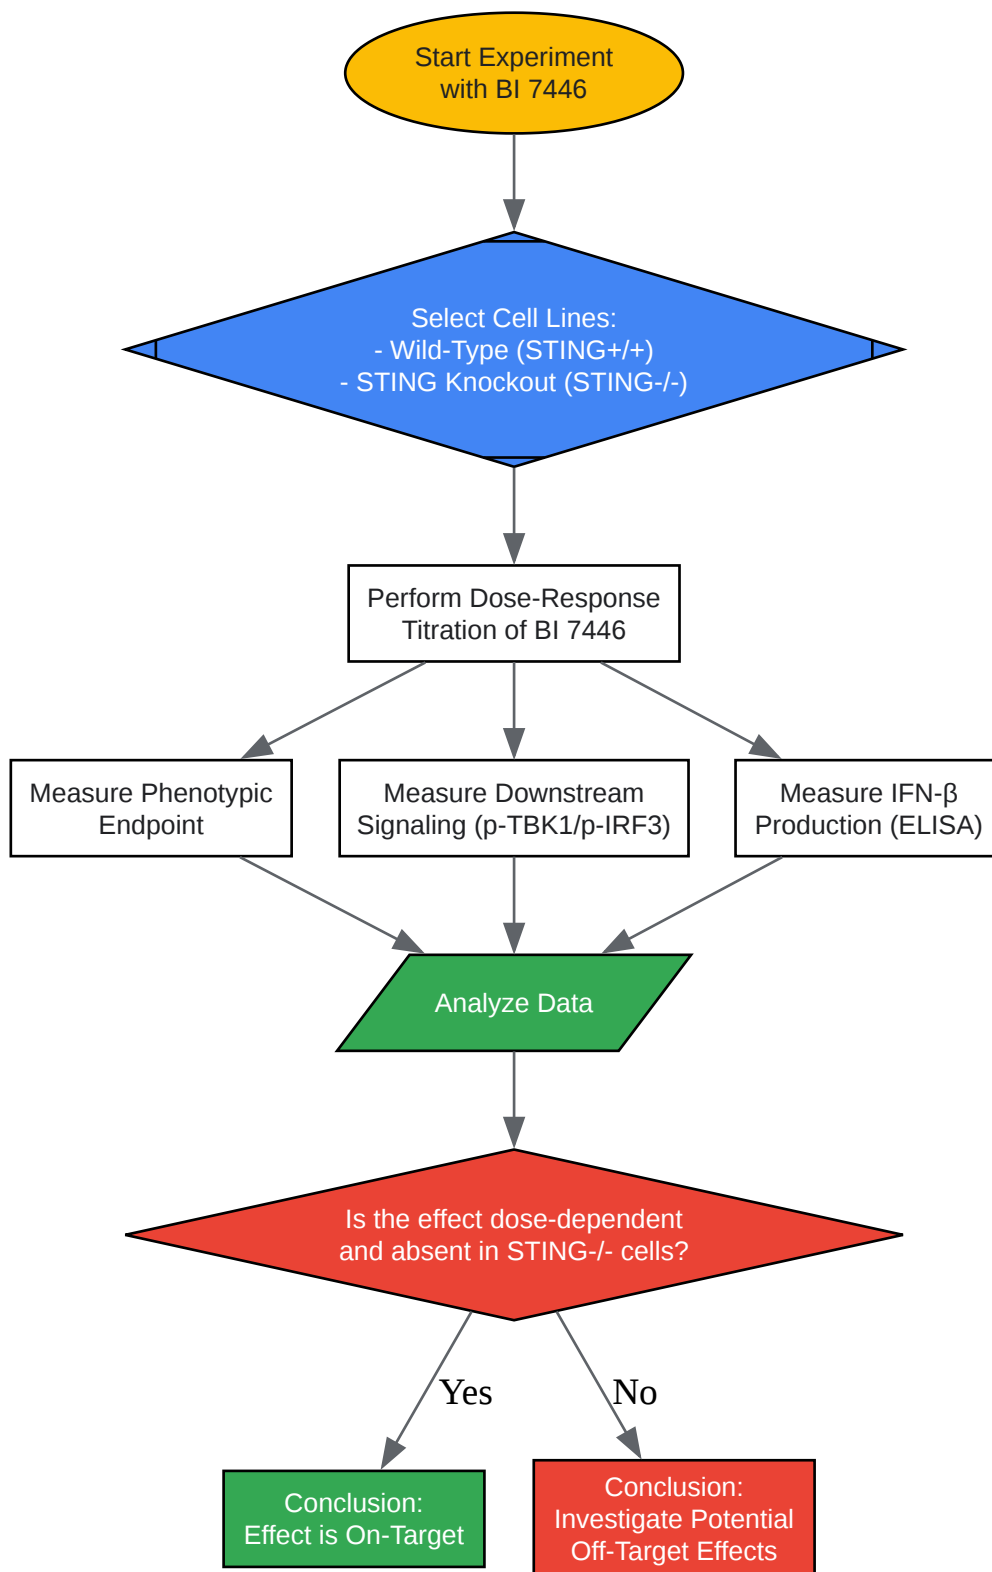 Start Experiment
with BI 7446
Select Cell Lines:
- Wild-Type (STING+/+)
- STING Knockout (STING-/-)
Perform Dose-Response
Titration of BI 7446
Measure Phenotypic
Endpoint
Measure Downstream
Signaling (p-TBK1/p-IRF3)
Measure IFN-β
Production (ELISA)
Analyze Data
Is the effect dose-dependent
and absent in STING-/- cells?
Yes
No
Conclusion:
Effect is On-Target
Conclusion:
Investigate Potential
Off-Target Effects